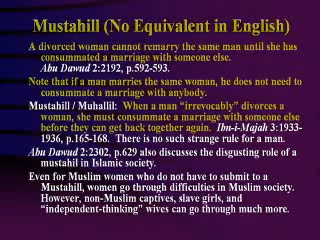 Mustahill (No Equivalent in English)
A divorced woman cannot remarry the same man until she has
consummated a marriage with someone else.
Abu Dawud 2:2192, p.592-593.
Note that if a man marries the same woman, he does not need to
consummate a marriage with anybody.
Mustahill / Muhallil:  When a man “irrevocably” divorces a
woman, she must consummate a marriage with someone else
before they can get back together again.  Ibn-i-Majah 3:1933-
1936, p.165-168.  There is no such strange rule for a man.
Abu Dawud 2:2302, p.629 also discusses the disgusting role of a
mustahil in Islamic society.
Even for Muslim women who do not have to submit to a
Mustahill, women go through difficulties in Muslim society.
However, non-Muslim captives, slave girls, and
“independent-thinking” wives can go through much more.